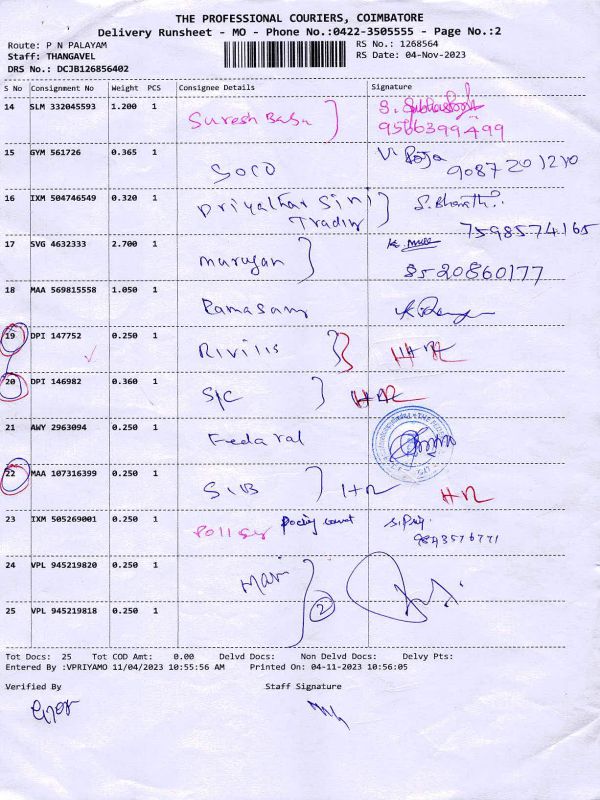 THE PROFESSIONAL COURIERS, COIMBATORE
Delivery Runsheet - MO - Phone No.:0422-3505555 - Page No.:2
Route: P N PALAYAM
RS No.: 1268564
Staff: THANGAVEL
RS Date: 04-Nov-2023
DRS No.: DCJB126856402
S No Consignment No Weight PCS Consignee Details Signature
14 SLM 332045593 1.200 1 Suresh Babu
9566399499
15 GYM 561726 0.365 1 SOCO
9087201210
16 IXM 504746549 0.320 1 Priyalthar Sini
Trading S. Bharathi
7598574165
17 SVG 4632333 2.700 1 Murugan
8520860177
18 MAA 569815558 1.050 1 Ramasamy
19 DPI 147752 0.250 1 Rivilis
20 DPI 146982 0.360 1 S/C
21 AWY 2963094 0.250 1 Fedaral
22 MAA 107316399 0.250 1 S.I.B
23 IXM 505269001 0.250 1
9843576771
24 VPL 945219820 0.250 1 Mari
2
25 VPL 945219818 0.250 1
Tot Docs: 25 Tot COD Amt: 0.00 Delvd Docs: Non Delvd Docs: Delvy Pts:
Entered By :VPRIYAMO 11/04/2023 10:55:56 AM Printed On: 04-11-2023 10:56:05
Verified By Staff Signature